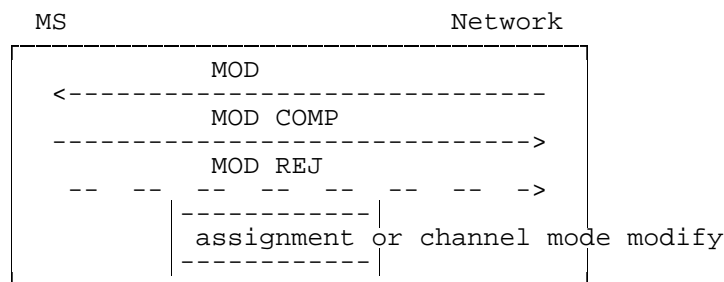 MS Network
MOD
MOD COMP
MOD REJ
assignment or channel mode modify